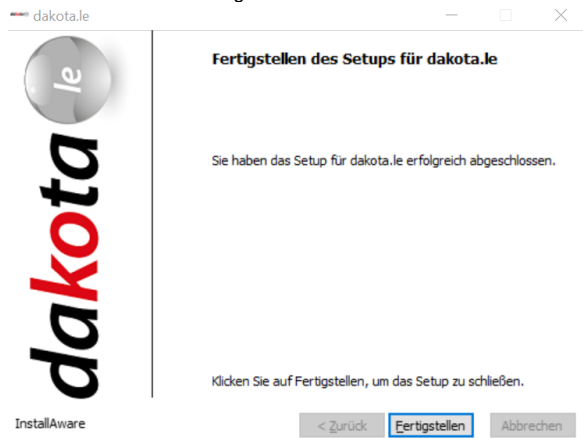 dakota.le
Fertigstellen des Setups für dakota.le
dakota le
Sie haben das Setup für dakota.le erfolgreich abgeschlossen.
Klicken Sie auf Fertigstellen, um das Setup zu schließen.
InstallAware
< Zurück
Fertigstellen
Abbrechen